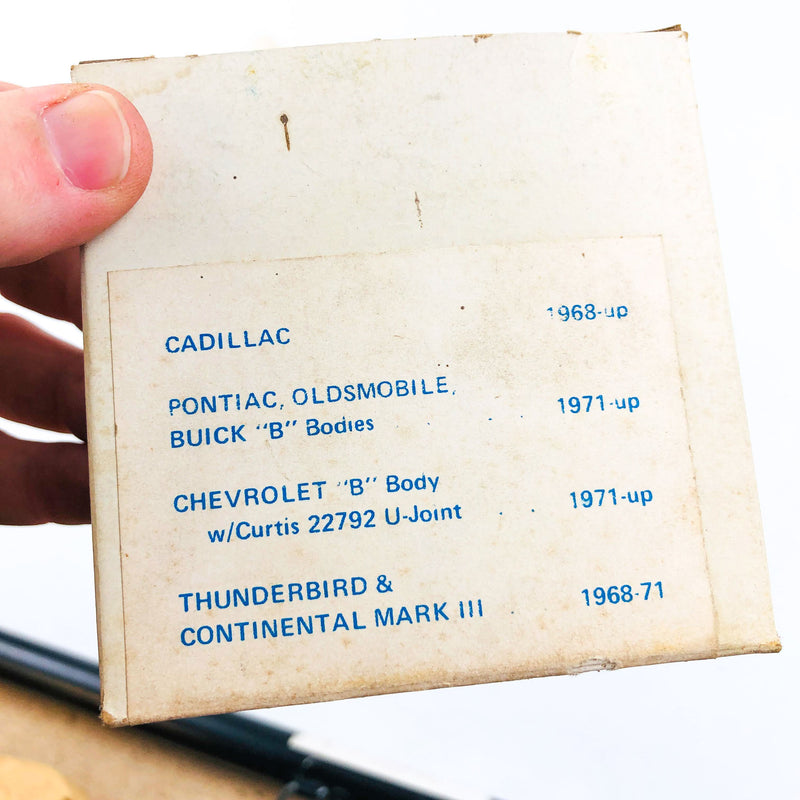 CADILLAC 1968-up
PONTIAC, OLDSMOBILE,
BUICK "B" Bodies 1971-up
CHEVROLET "B" Body
w/Curtis 22792 U-Joint 1971-up
THUNDERBIRD &
CONTINENTAL MARK III 1968-71